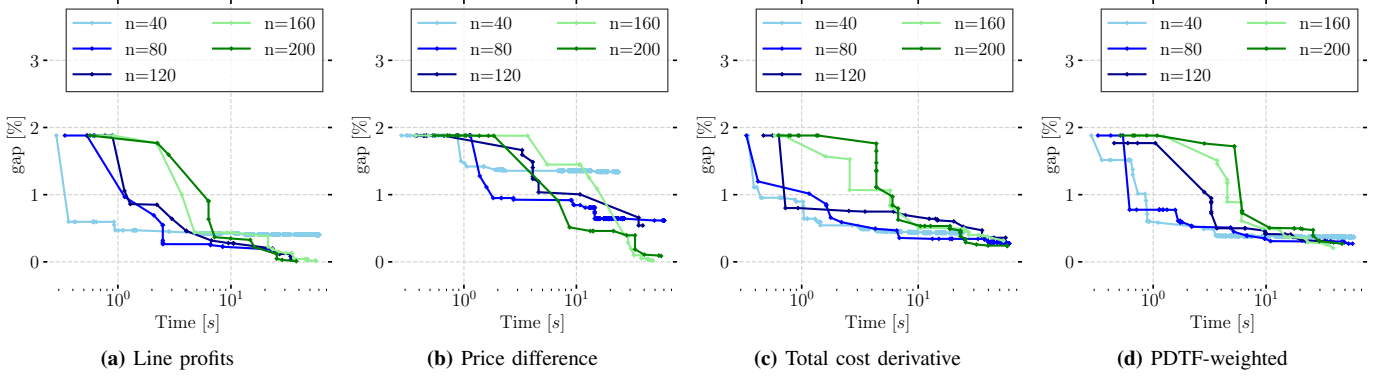 n=40
n=80
n=120
n=160
n=200
gap [%]
3
2
1
0
10^0
10^1
Time [s]
(a) Line profits
n=40
n=80
n=120
n=160
n=200
gap [%]
3
2
1
0
10^0
10^1
Time [s]
(b) Price difference
n=40
n=80
n=120
n=160
n=200
gap [%]
3
2
1
0
10^0
10^1
Time [s]
(c) Total cost derivative
n=40
n=80
n=120
n=160
n=200
gap [%]
3
2
1
0
10^0
10^1
Time [s]
(d) PDTF-weighted